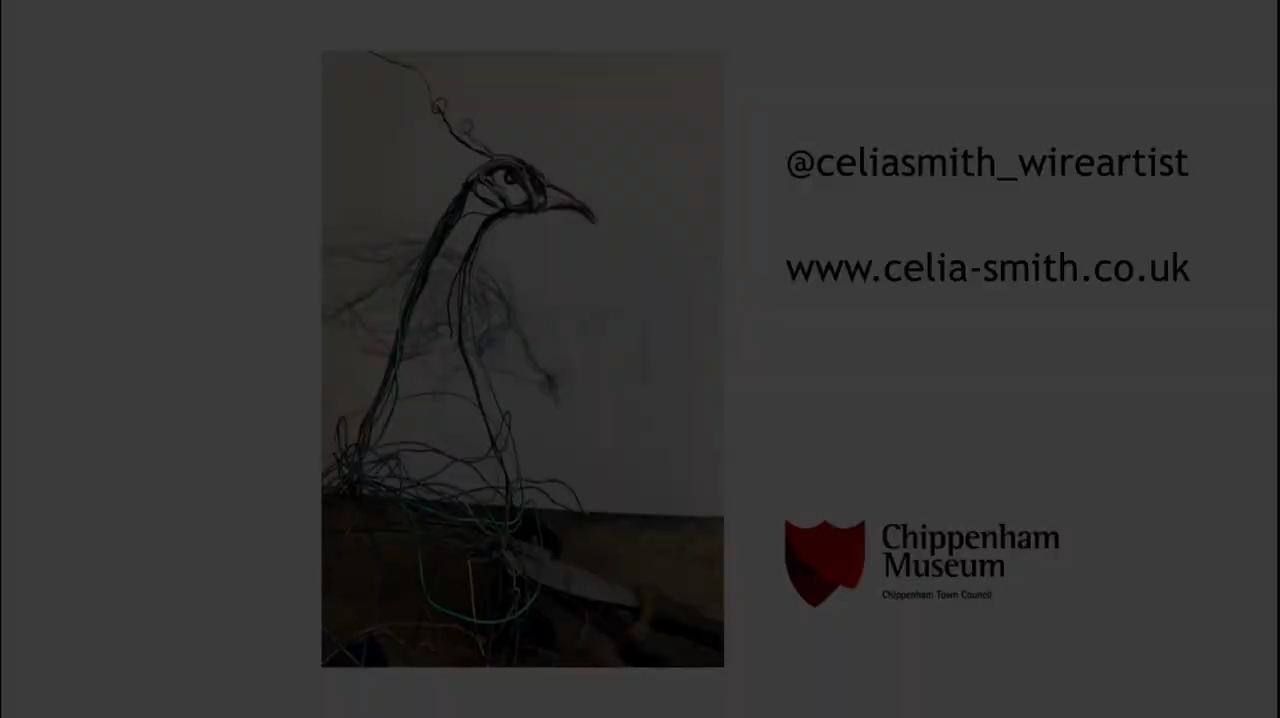 @celiasmith_wireartist
www.celia-smith.co.uk
Chippenham
Museum
Chippenham Town Council